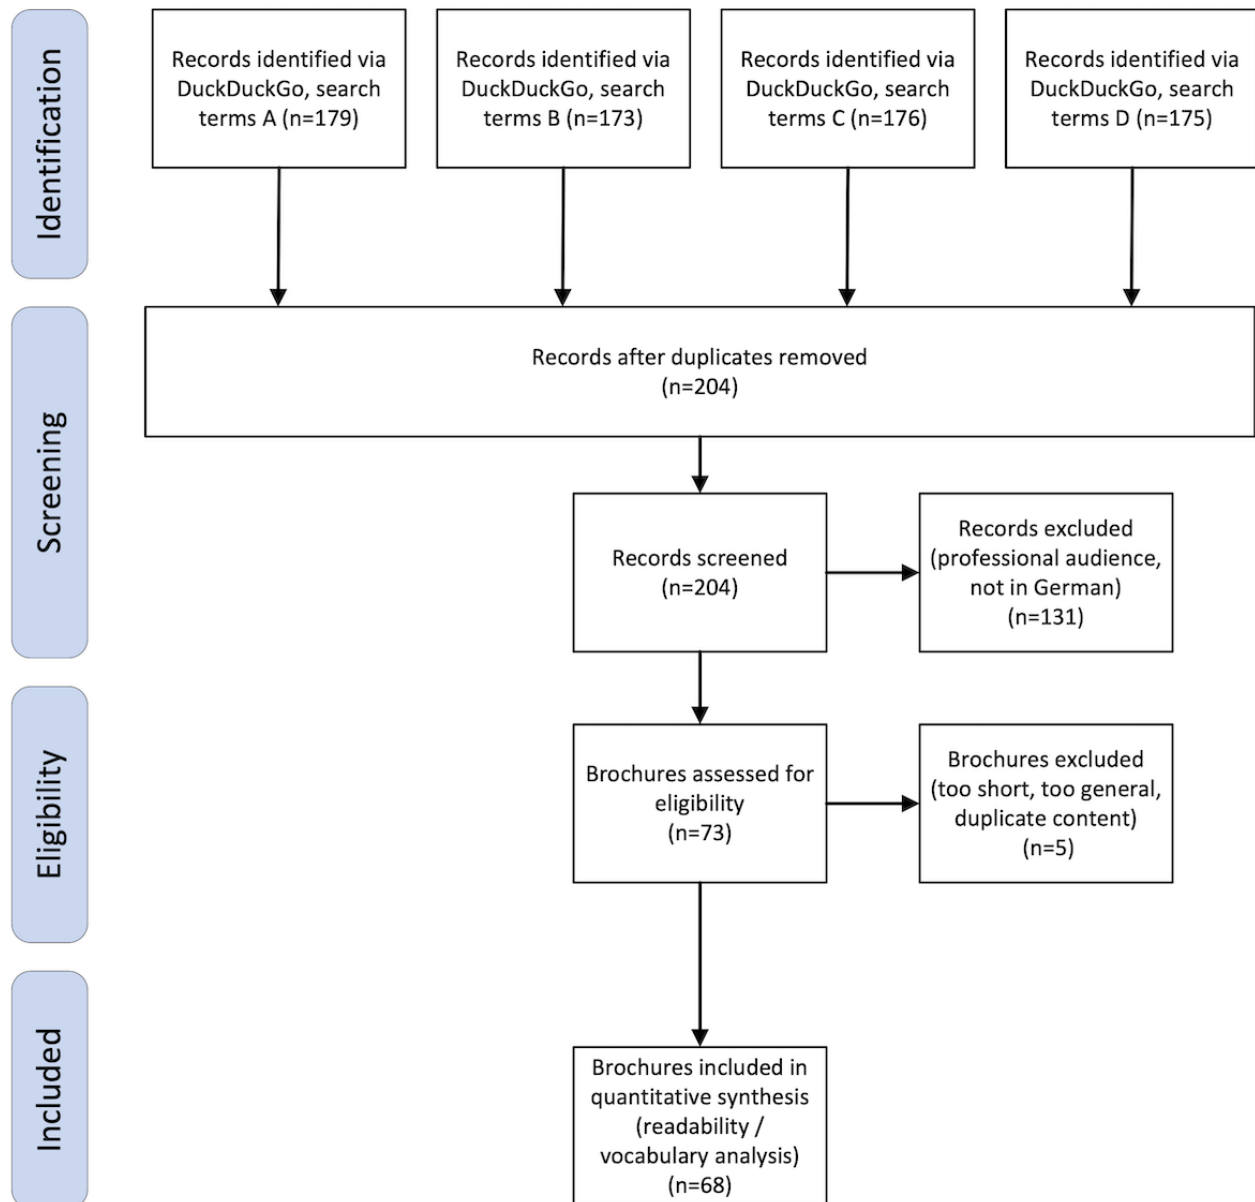 Identification
Records identified via
DuckDuckGo, search
terms A (n=179)
Records identified via
DuckDuckGo, search
terms B (n=173)
Records identified via
DuckDuckGo, search
terms C (n=176)
Records identified via
DuckDuckGo, search
terms D (n=175)
Screening
Records after duplicates removed
(n=204)
Records screened
(n=204)
Records excluded
(professional audience,
not in German)
(n=131)
Eligibility
Brochures assessed for
eligibility
(n=73)
Brochures excluded
(too short, too general,
duplicate content)
(n=5)
Included
Brochures included in
quantitative synthesis
(readability /
vocabulary analysis)
(n=68)